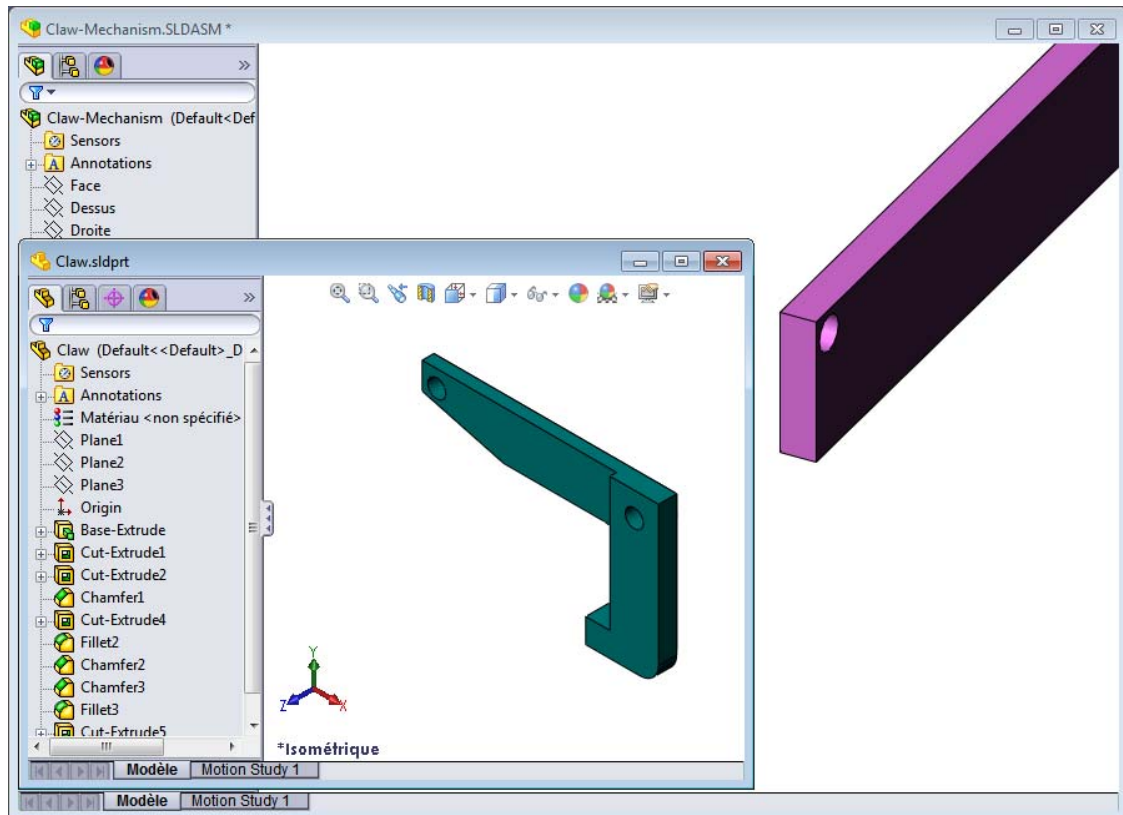 Claw-Mechanism.SLDASM *
Claw-Mechanism (Default<Def
Sensors
A Annotations
Face
Dessus
Droite
Claw.sldprt
Claw (Default<<Default>_D
Sensors
A Annotations
Matériau <non spécifié>
Plane1
Plane2
Plane3
Origin
Base-Extrude
Cut-Extrude1
Cut-Extrude2
Chamfer1
Cut-Extrude4
Fillet2
Chamfer2
Chamfer3
Fillet3
Cut-Extrude5
Y
Z
X
*Isométrique
Modèle Motion Study 1
Modèle Motion Study 1